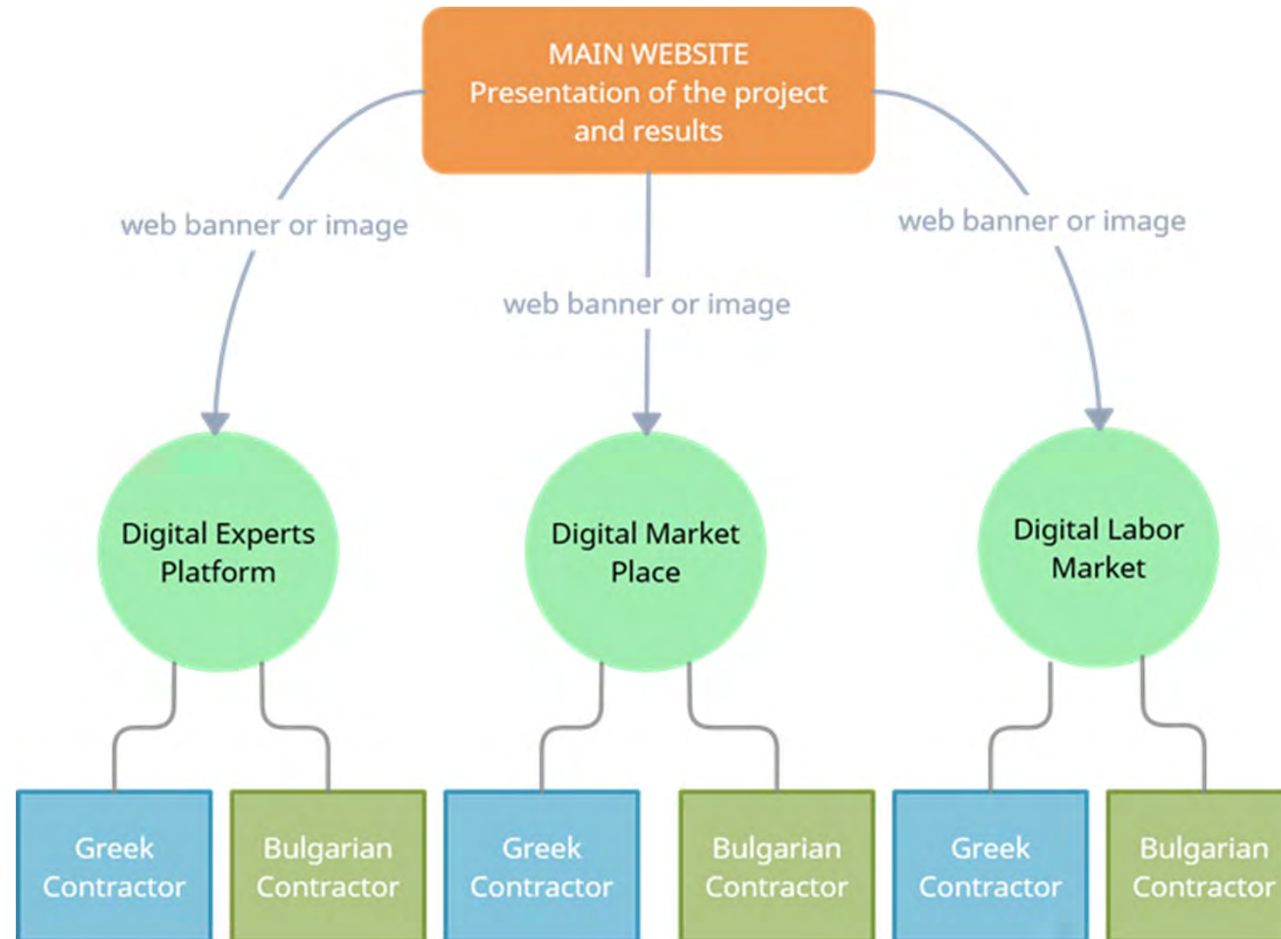 MAIN WEBSITE
Presentation of the project
and results
web banner or image
web banner or image
web banner or image
Digital Experts
Platform
Digital Market
Place
Digital Labor
Market
Greek
Contractor
Bulgarian
Contractor
Greek
Contractor
Bulgarian
Contractor
Greek
Contractor
Bulgarian
Contractor